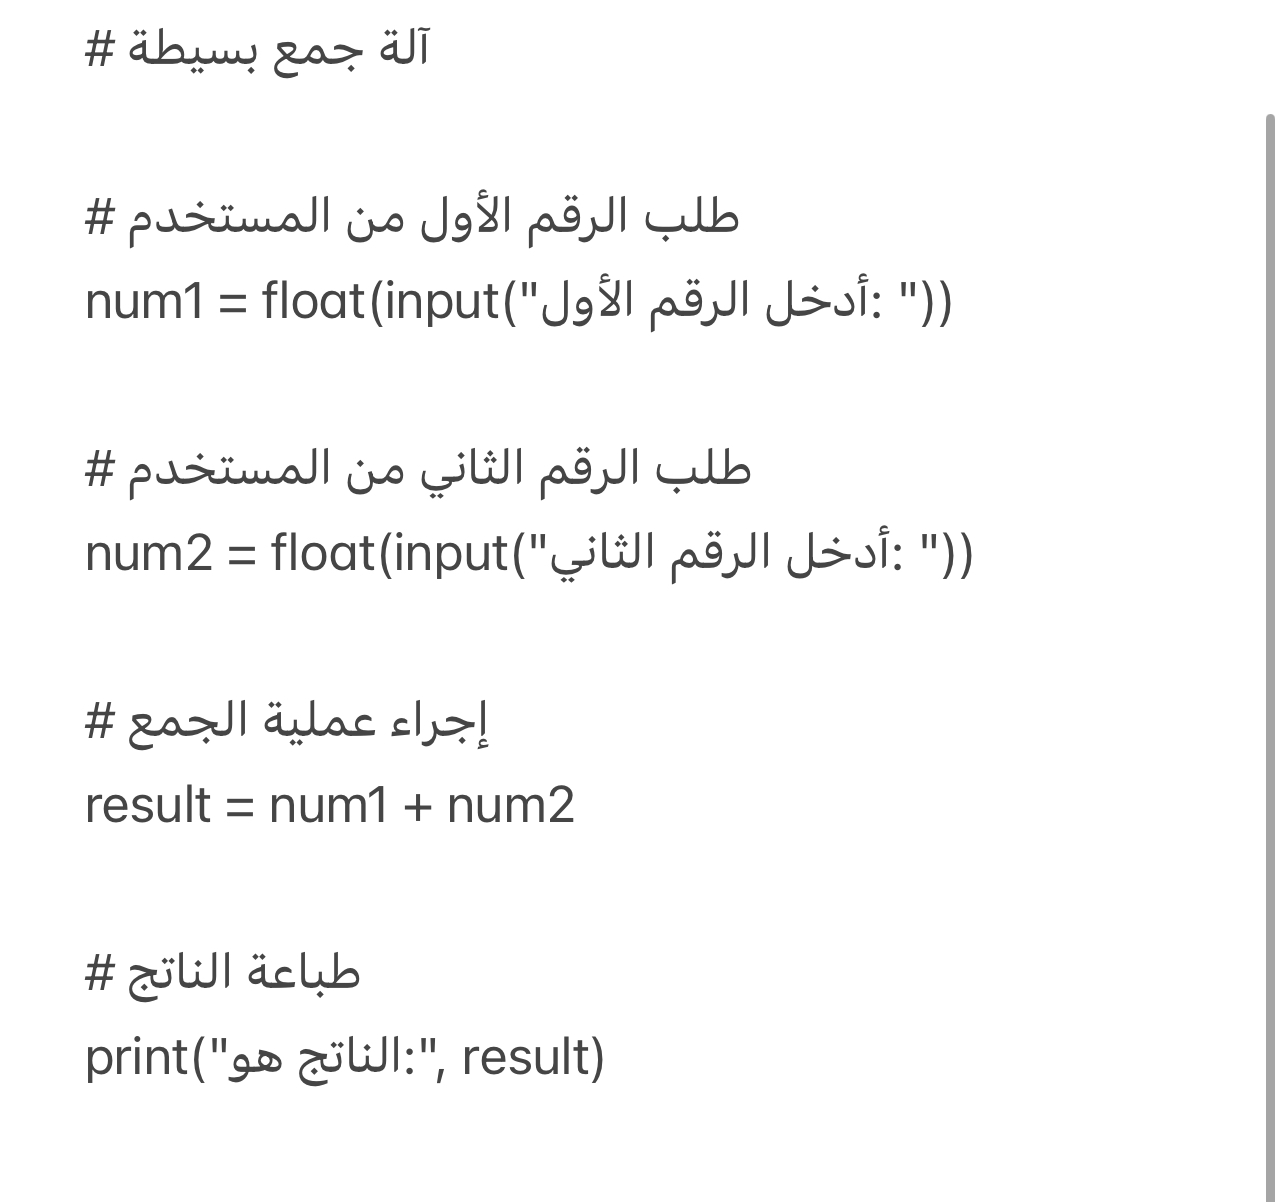 # آلة جمع بسيطة
# طلب الرقم الأول من المستخدم
num1 = float(input("أدخل الرقم الأول: "))
# طلب الرقم الثاني من المستخدم
num2 = float(input("أدخل الرقم الثاني: "))
# إجراء عملية الجمع
result = num1 + num2
# طباعة الناتج
print("الناتج هو:", result)